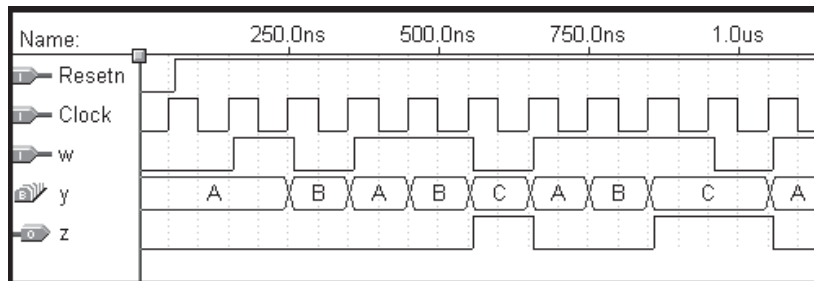 Name: 250.0ns 500.0ns 750.0ns 1.0us
Resetn
Clock
w
y A B A B C A B C A
z